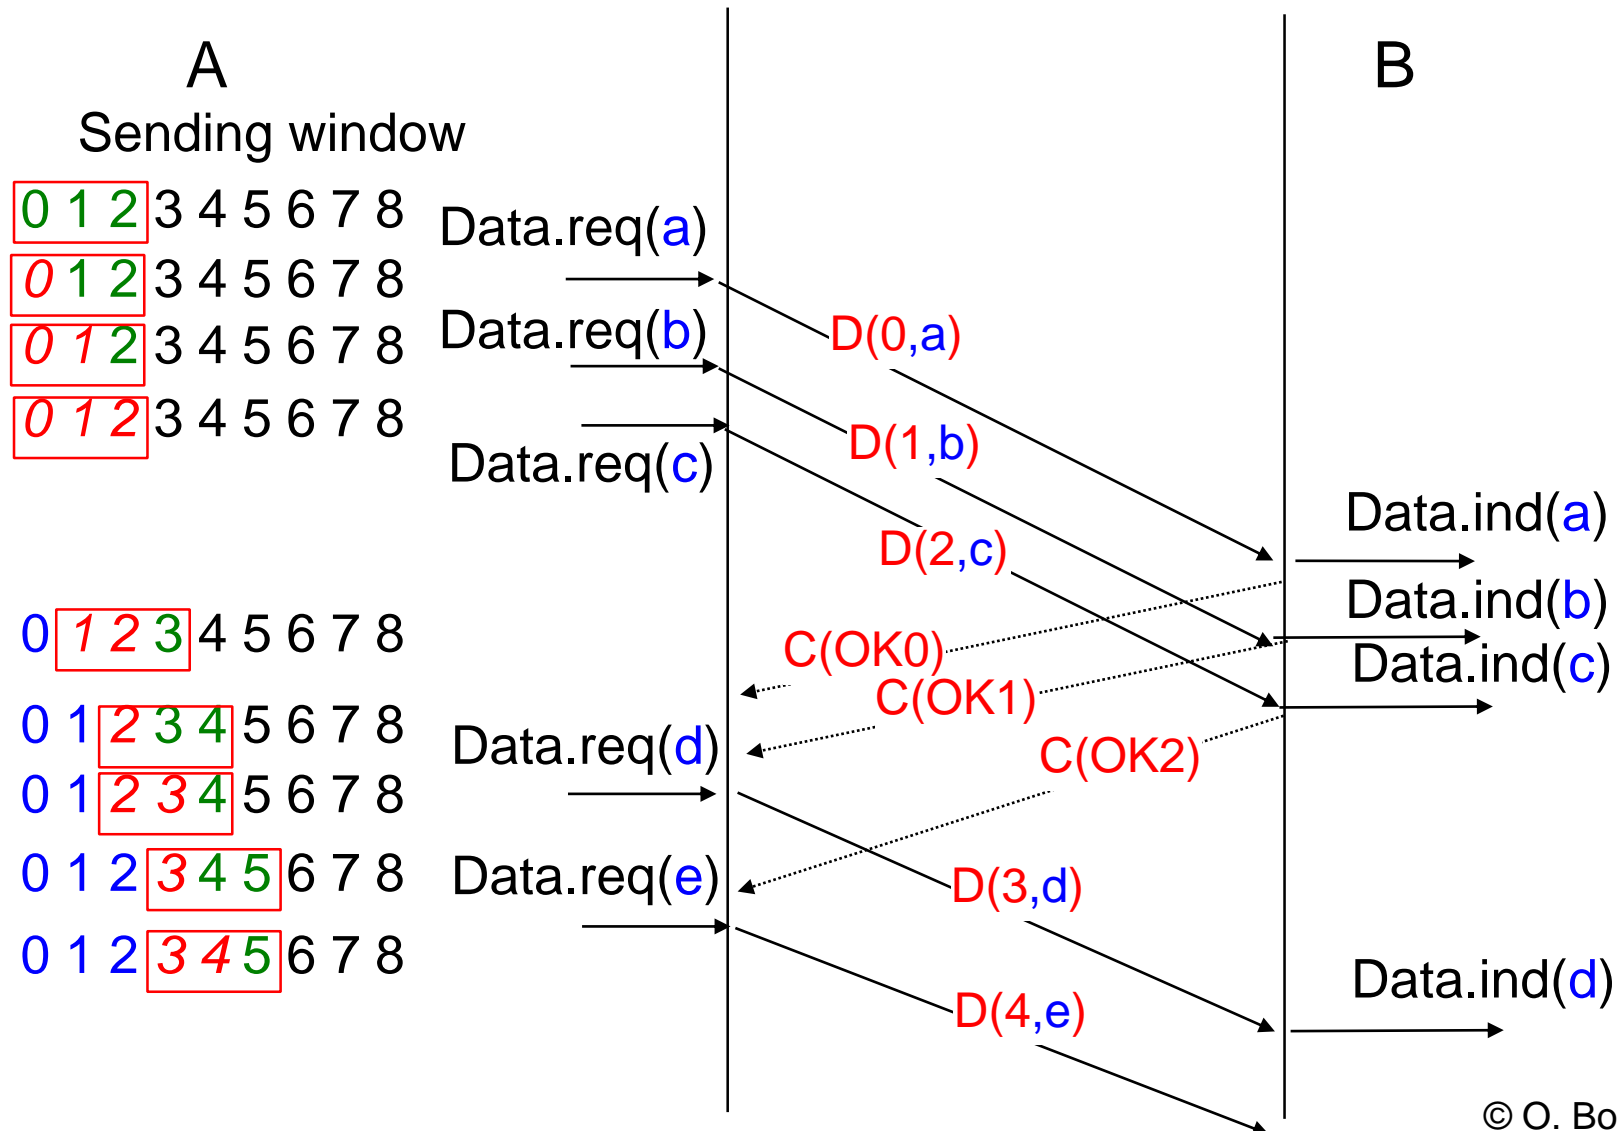 A
B
Sending window
0 1 2 3 4 5 6 7 8
Data.req(a)
0 1 2 3 4 5 6 7 8
Data.req(b)
D(0,a)
0 1 2 3 4 5 6 7 8
0 1 2 3 4 5 6 7 8
D(1,b)
Data.req(c)
Data.ind(a)
D(2,c)
Data.ind(b)
0 1 2 3 4 5 6 7 8
C(OK0)
Data.ind(c)
C(OK1)
0 1 2 3 4 5 6 7 8
Data.req(d)
C(OK2)
0 1 2 3 4 5 6 7 8
0 1 2 3 4 5 6 7 8
Data.req(e)
D(3,d)
0 1 2 3 4 5 6 7 8
Data.ind(d)
D(4,e)
© O. Bo